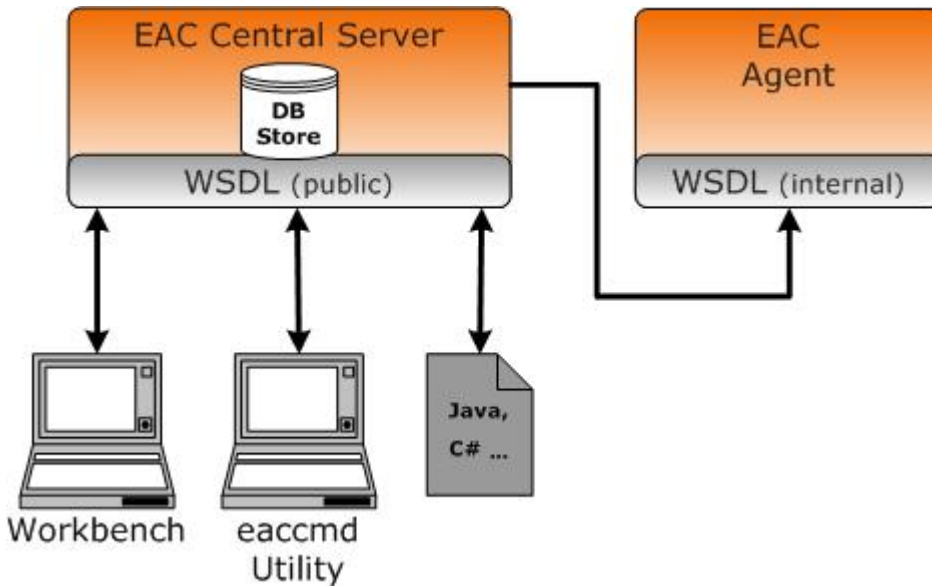 EAC Central Server
DB
Store
WSDL (public)
EAC
Agent
WSDL (internal)
Java,
C# ...
Workbench
eaccmd
Utility